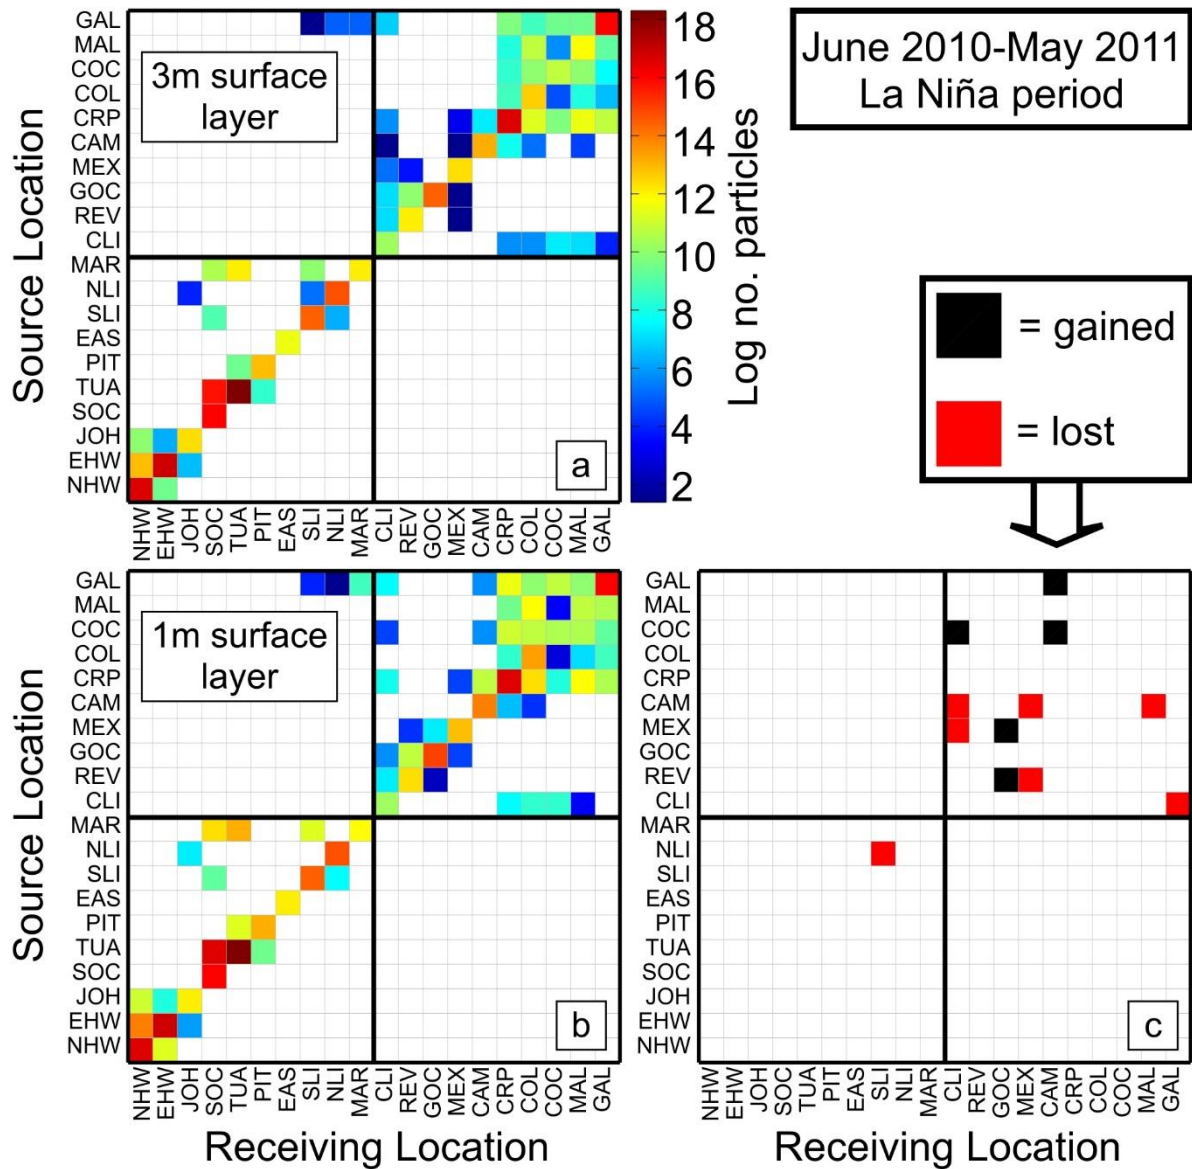 GAL
MAL
COC
COL
CRP
CAM
MEX
GOC
REV
CLI
MAR
NLI
SLI
EAS
PIT
TUA
SOC
JOH
EHW
NHW
Source Location
3m surface
layer
a
NHW
EHW
JOH
SOC
TUA
PIT
EAS
SLI
NLI
MAR
CLI
REV
GOC
MEX
CAM
CRP
COL
COC
MAL
GAL
18
16
14
12
10
8
6
4
2
Log no. particles
June 2010-May 2011
La Niña period
= gained
= lost
GAL
MAL
COC
COL
CRP
CAM
MEX
GOC
REV
CLI
MAR
NLI
SLI
EAS
PIT
TUA
SOC
JOH
EHW
NHW
Source Location
1m surface
layer
b
NHW
EHW
JOH
SOC
TUA
PIT
EAS
SLI
NLI
MAR
CLI
REV
GOC
MEX
CAM
CRP
COL
COC
MAL
GAL
Receiving Location
GAL
MAL
COC
COL
CRP
CAM
MEX
GOC
REV
CLI
MAR
NLI
SLI
EAS
PIT
TUA
SOC
JOH
EHW
NHW
c
NHW
EHW
JOH
SOC
TUA
PIT
EAS
SLI
NLI
MAR
CLI
REV
GOC
MEX
CAM
CRP
COL
COC
MAL
GAL
Receiving Location